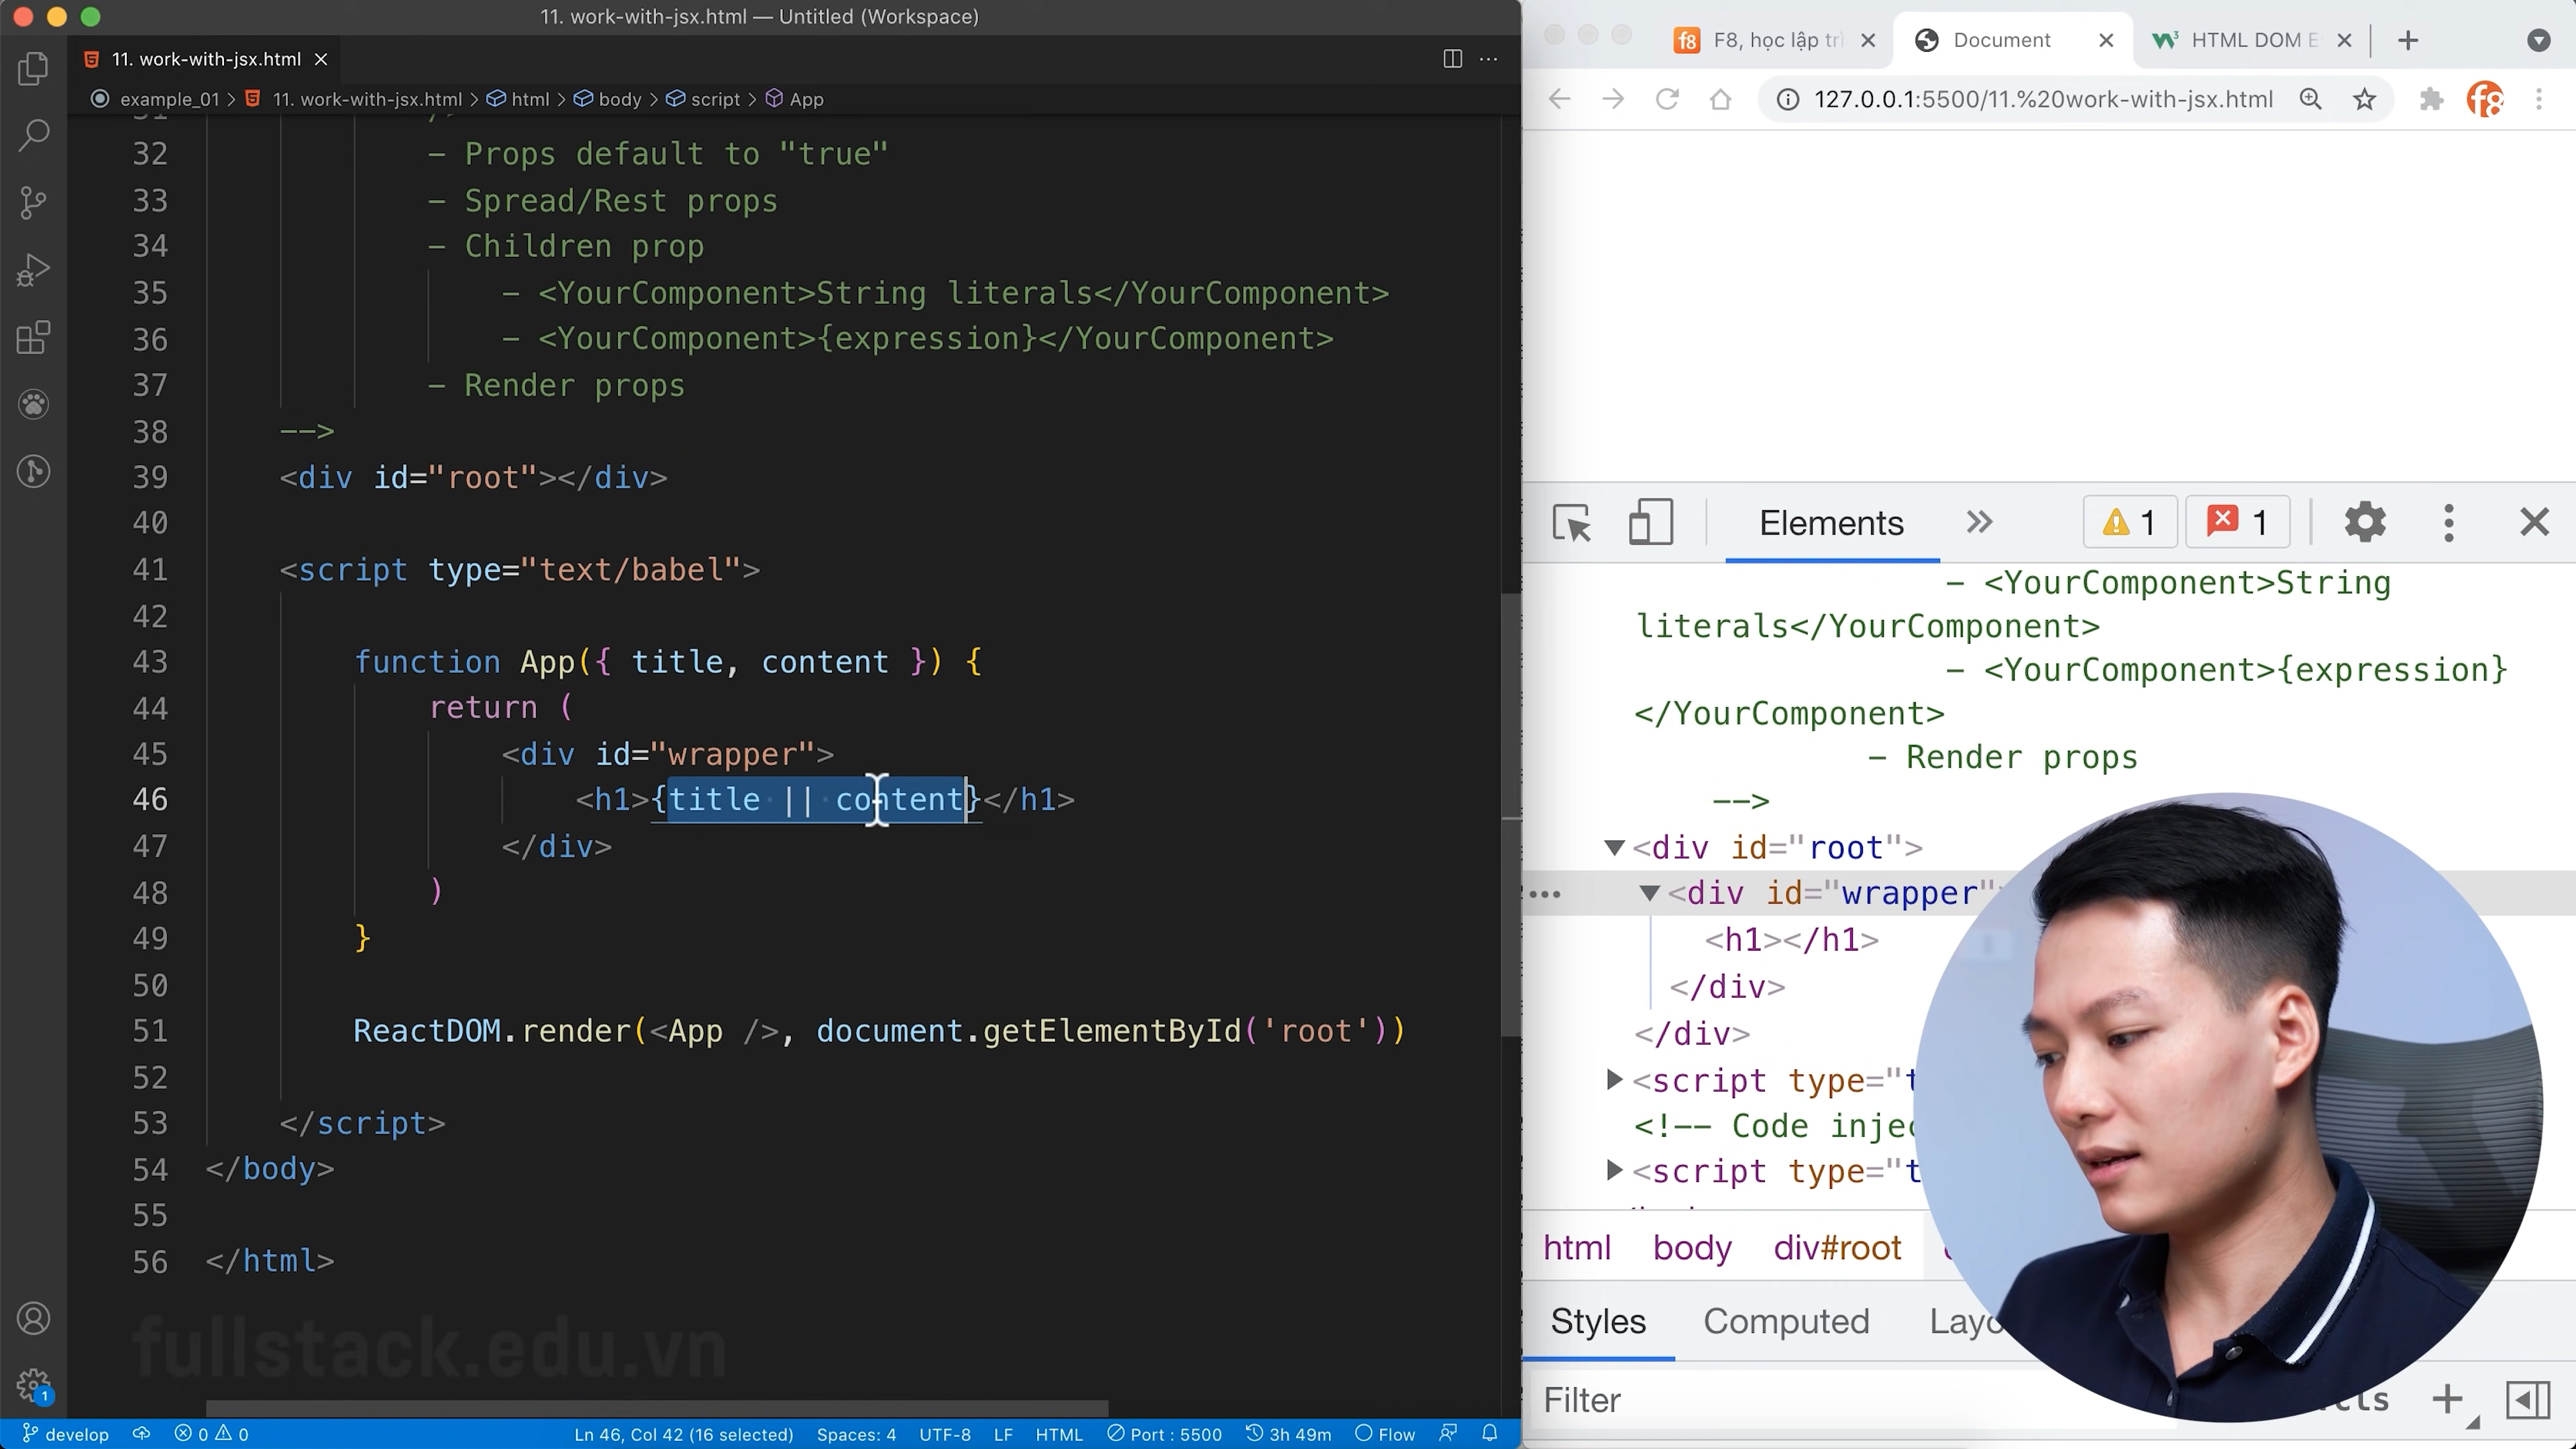 11. work-with-jsx.html — Untitled (Workspace)
11. work-with-jsx.html
example_01 > 11. work-with-jsx.html > html > body > script > App
31 />
32 - Props default to "true"
33 - Spread/Rest props
34 - Children prop
35 - <YourComponent>String literals</YourComponent>
36 - <YourComponent>{expression}</YourComponent>
37 - Render props
38 -->
39 <div id="root"></div>
40
41 <script type="text/babel">
42
43 function App({ title, content }) {
44 return (
45 <div id="wrapper">
46 <h1>{title || content}</h1>
47 </div>
48 )
49 }
50
51 ReactDOM.render(<App />, document.getElementById('root'))
52
53 </script>
54 </body>
55
56 </html>
fullstack.edu.vn
1
develop
0 0
Ln 46, Col 42 (16 selected)
Spaces: 4
UTF-8
LF
HTML
Port : 5500
3h 49m
Flow
f8 F8, học lập trì
Document
HTML DOM E
127.0.0.1:5500/11.%20work-with-jsx.html
f8
Elements
1
1
- <YourComponent>String
literals</YourComponent>
- <YourComponent>{expression}
</YourComponent>
- Render props
-->
<div id="root">
<div id="wrapper"
<h1></h1>
</div>
</div>
<script type="t
<!-- Code injec
<script type="t
html body div#root
Styles Computed Layo
Filter